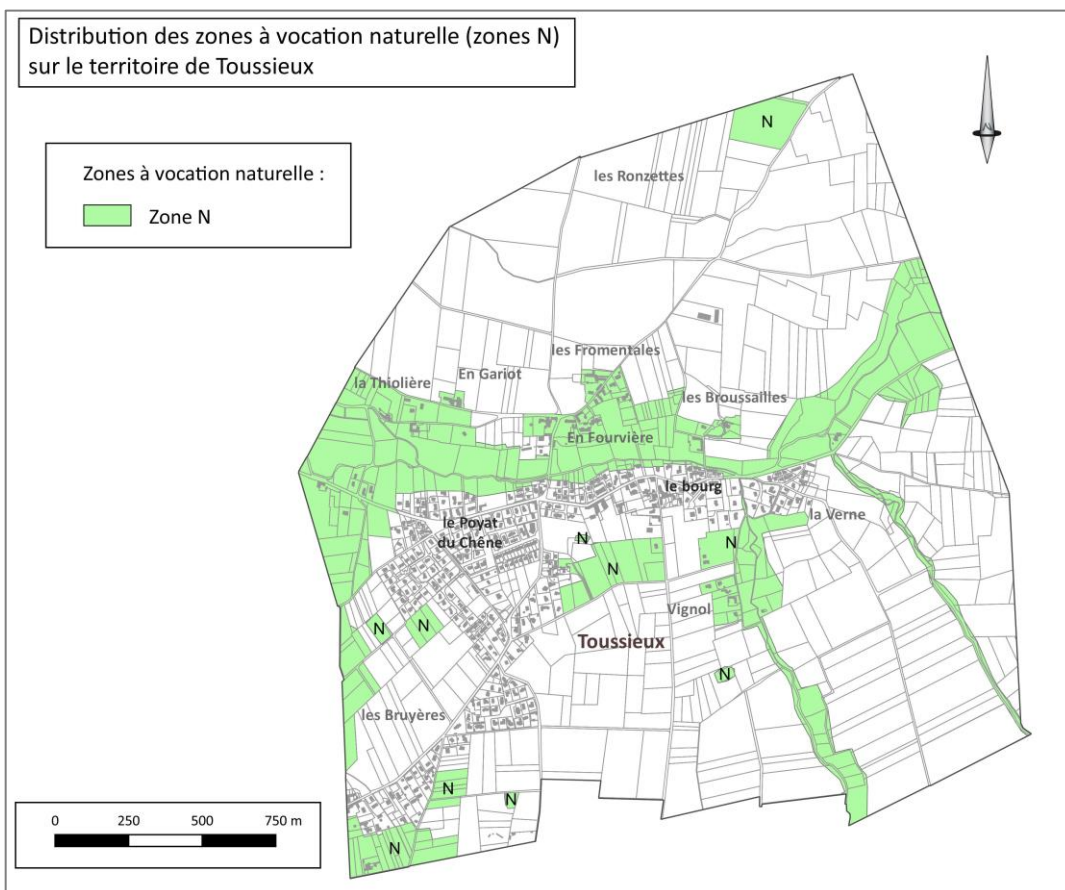 Distribution des zones à vocation naturelle (zones N)
sur le territoire de Toussieux
N
Zones à vocation naturelle :
Zone N
N
les Ronzettes
les Fromentales
En Gariot
la Thiolière
les Broussailles
En Fourvière
le bourg
la Verne
le Poyat
du Chêne
N
N
N
Vignol
N
N
Toussieux
N
les Bruyères
N
N
N
0 250 500 750 m